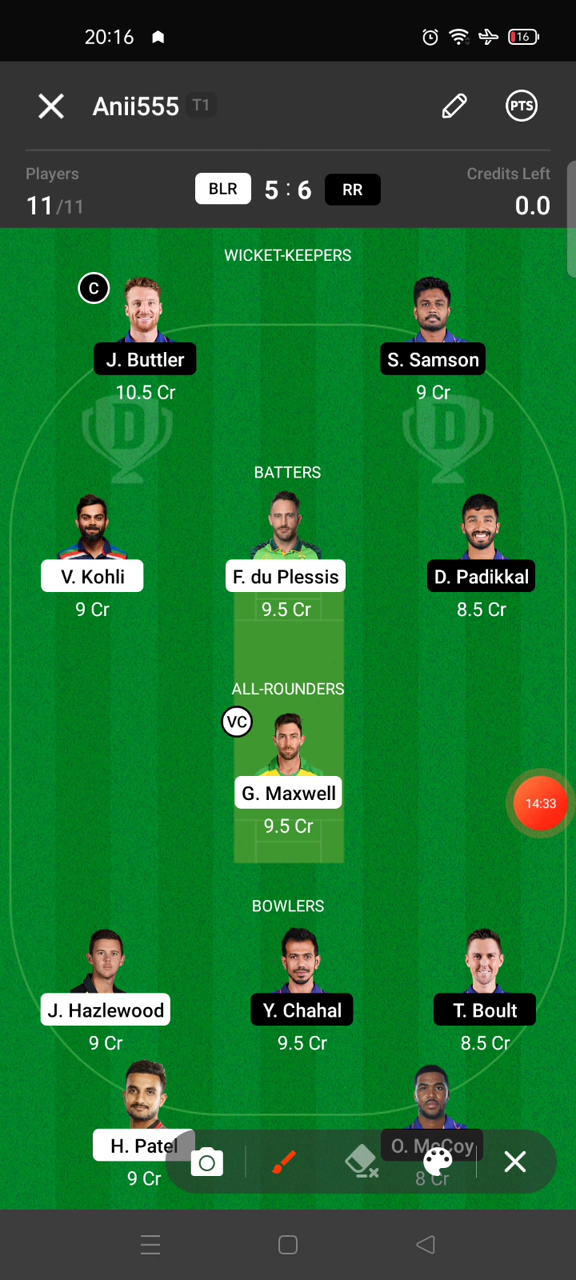 20:16
16
Anii555 T1
PTS
Players
Credits Left
11/11
BLR 5 : 6 RR
0.0
WICKET-KEEPERS
C
J. Buttler
S. Samson
10.5 Cr
9 Cr
D
D
BATTERS
V. Kohli
F. du Plessis
D. Padikkal
9 Cr
9.5 Cr
8.5 Cr
ALL-ROUNDERS
VC
G. Maxwell
14:33
9.5 Cr
BOWLERS
J. Hazlewood
Y. Chahal
T. Boult
9 Cr
9.5 Cr
8.5 Cr
H. Patel
O. McCoy
9 Cr
8 Cr